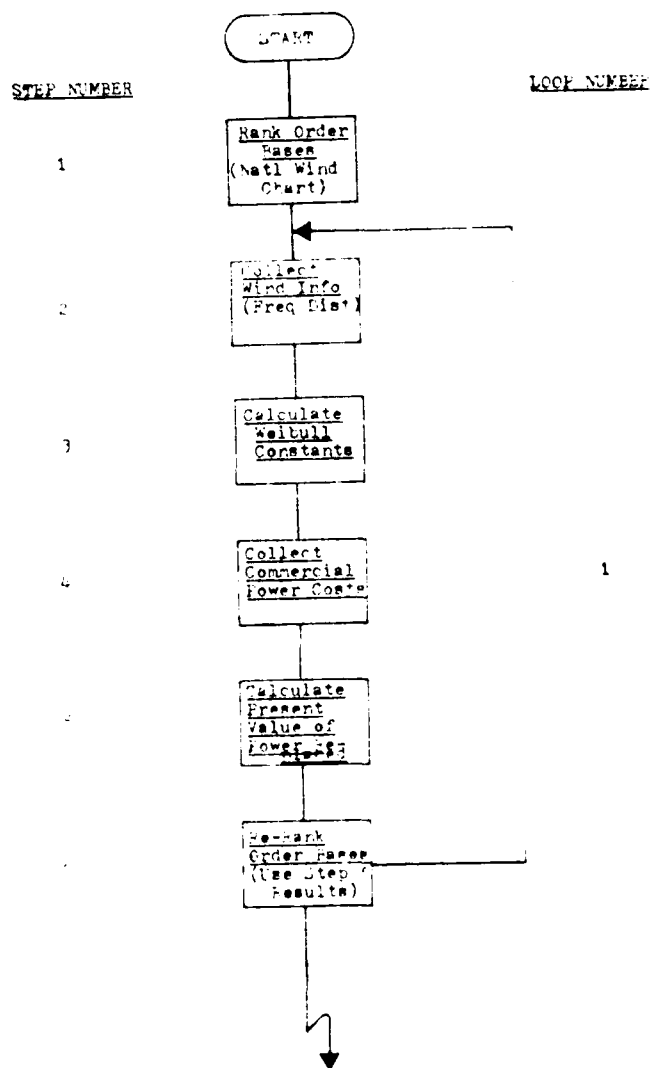 START
STEP NUMBER
LOOP NUMBER
1
Rank Order
Bases
(Natl Wind
Chart)
2
Collect
Wind Info
(Freq Dist)
3
Calculate
Weibull
Constants
4
Collect
Commercial
Power Costs
1
Calculate
Present
Value of
Power
Re-Rank
Order Bases
(Use Step
Results)